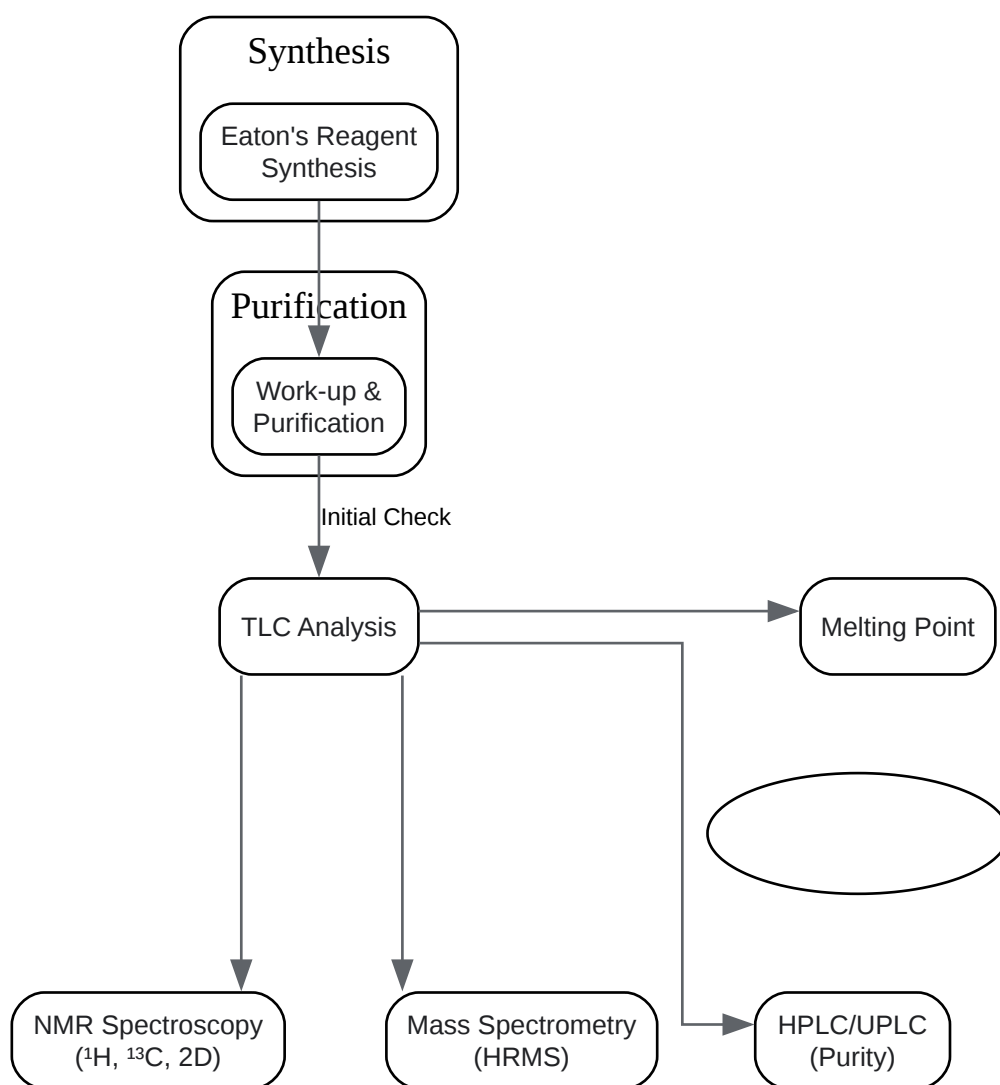 Synthesis
Eaton's Reagent
Synthesis
Purification
Work-up &
Purification
Initial Check
TLC Analysis
Melting Point
NMR Spectroscopy
(¹H, ¹³C, 2D)
Mass Spectrometry
(HRMS)
HPLC/UPLC
(Purity)